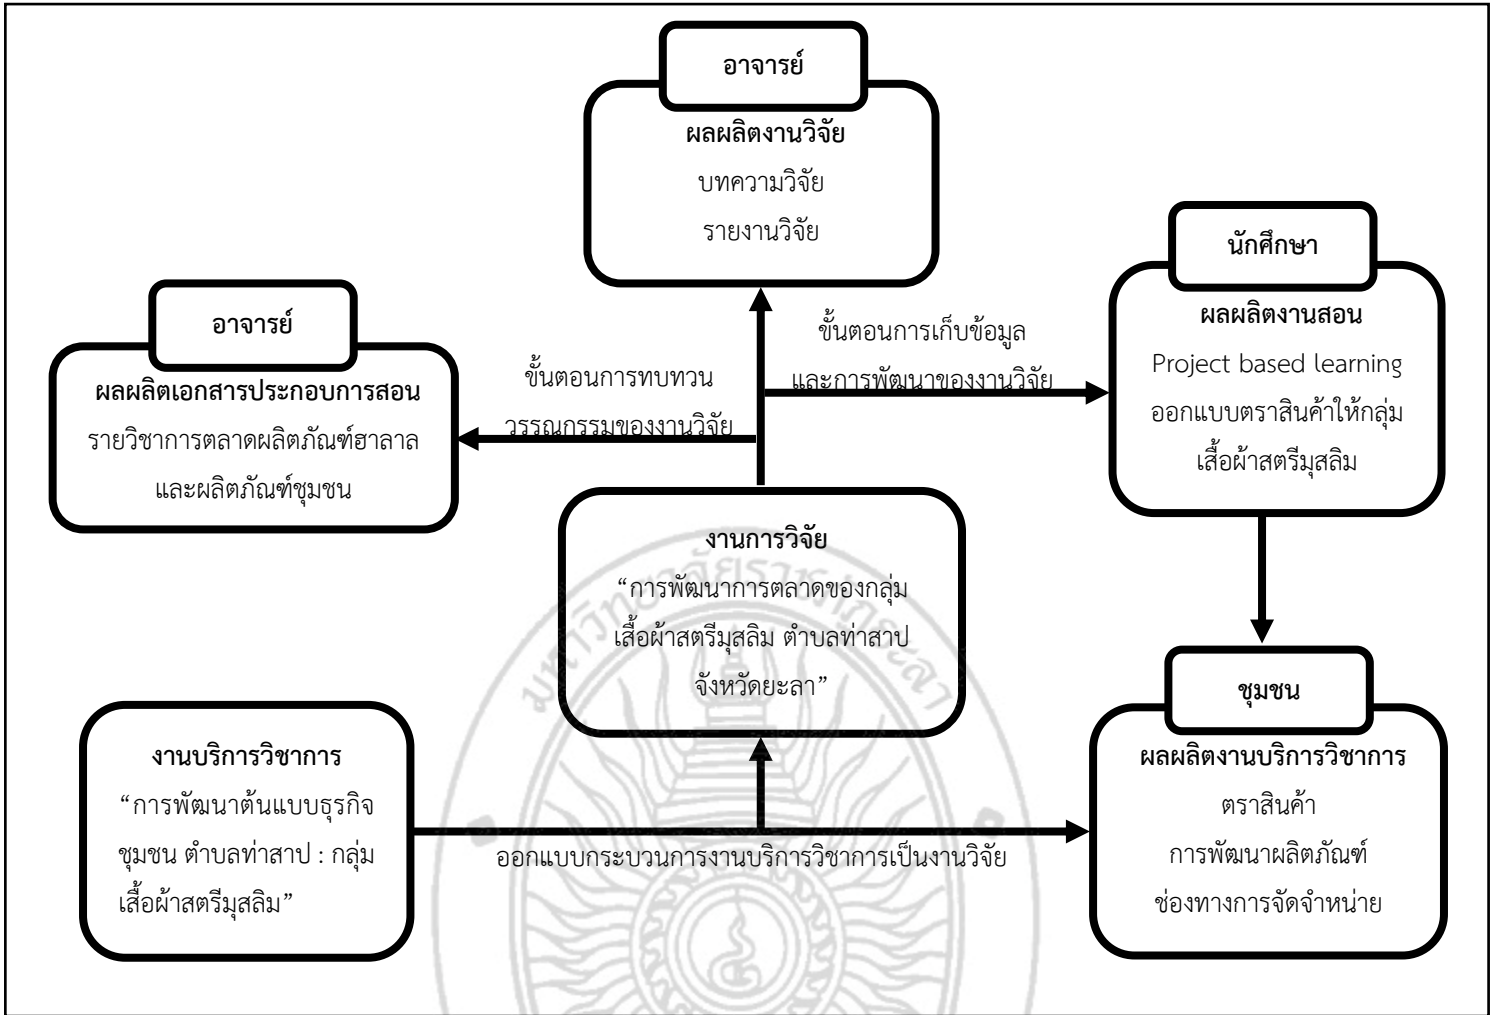 อาจารย์
ผลผลิตงานวิจัย
บทความวิจัย
รายงานวิจัย
นักศึกษา
ผลผลิตงานสอน
Project based learning
ออกแบบตราสินค้าให้กลุ่ม
เสื้อผ้าสตรีมุสลิม
อาจารย์
ผลผลิตเอกสารประกอบการสอน
รายวิชาการตลาดผลิตภัณฑ์ฮาลาล
และผลิตภัณฑ์ชุมชน
ขั้นตอนการทบทวน
วรรณกรรมของงานวิจัย
ขั้นตอนการเก็บข้อมูล
และการพัฒนาของงานวิจัย
งานการวิจัย
“การพัฒนาการตลาดของกลุ่ม
เสื้อผ้าสตรีมุสลิม ตำบลท่าสาป
จังหวัดยะลา”
งานบริการวิชาการ
“การพัฒนาต้นแบบธุรกิจ
ชุมชน ตำบลท่าสาป : กลุ่ม
เสื้อผ้าสตรีมุสลิม”
ออกแบบกระบวนการงานบริการวิชาการเป็นงานวิจัย
ชุมชน
ผลผลิตงานบริการวิชาการ
ตราสินค้า
การพัฒนาผลิตภัณฑ์
ช่องทางการจัดจำหน่าย
มหาวิทยาลัยราชภัฏยะลา